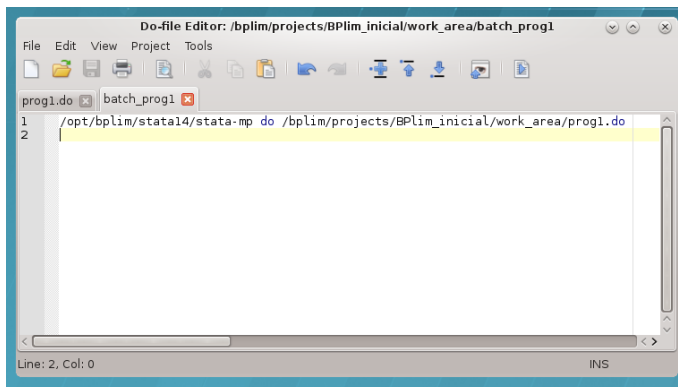 Do-file Editor: /bplim/projects/BPlim_inicial/work_area/batch_prog1
File Edit View Project Tools
prog1.do batch_prog1
1 /opt/bplim/stata14/stata-mp do /bplim/projects/BPlim_inicial/work_area/prog1.do
2
Line: 2, Col: 0 INS